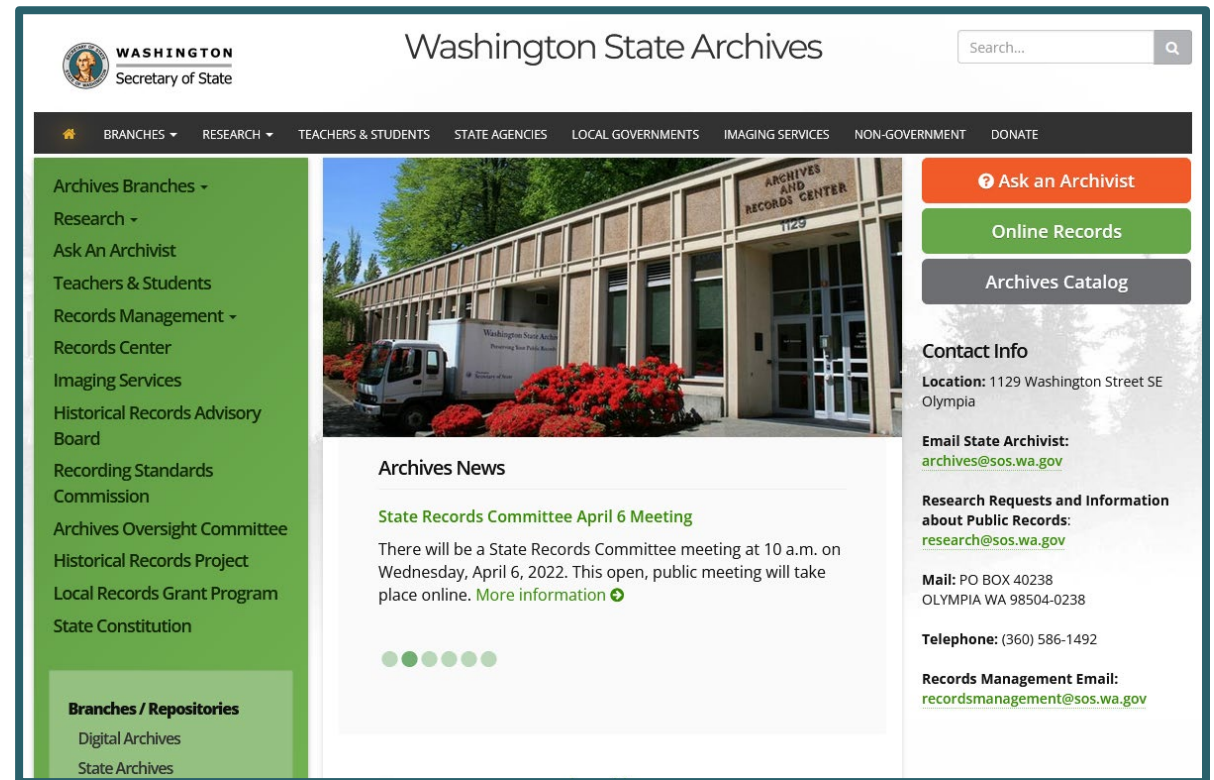 WASHINGTON
Secretary of State
Washington State Archives
Search...
BRANCHES RESEARCH TEACHERS & STUDENTS STATE AGENCIES LOCAL GOVERNMENTS IMAGING SERVICES NON-GOVERNMENT DONATE
Archives Branches
Research
Ask An Archivist
Teachers & Students
Records Management
Records Center
Imaging Services
Historical Records Advisory
Board
Recording Standards
Commission
Archives Oversight Committee
Historical Records Project
Local Records Grant Program
State Constitution
Branches / Repositories
Digital Archives
State Archives
ARCHIVES
AND
RECORDS CENTER
1129
Washington State Archives
Preserving Your Public Records
Secretary of State
Archives News
State Records Committee April 6 Meeting
There will be a State Records Committee meeting at 10 a.m. on
Wednesday, April 6, 2022. This open, public meeting will take
place online. More information
Ask an Archivist
Online Records
Archives Catalog
Contact Info
Location: 1129 Washington Street SE
Olympia
Email State Archivist:
archives@sos.wa.gov
Research Requests and Information
about Public Records:
research@sos.wa.gov
Mail: PO BOX 40238
OLYMPIA WA 98504-0238
Telephone: (360) 586-1492
Records Management Email:
recordsmanagement@sos.wa.gov